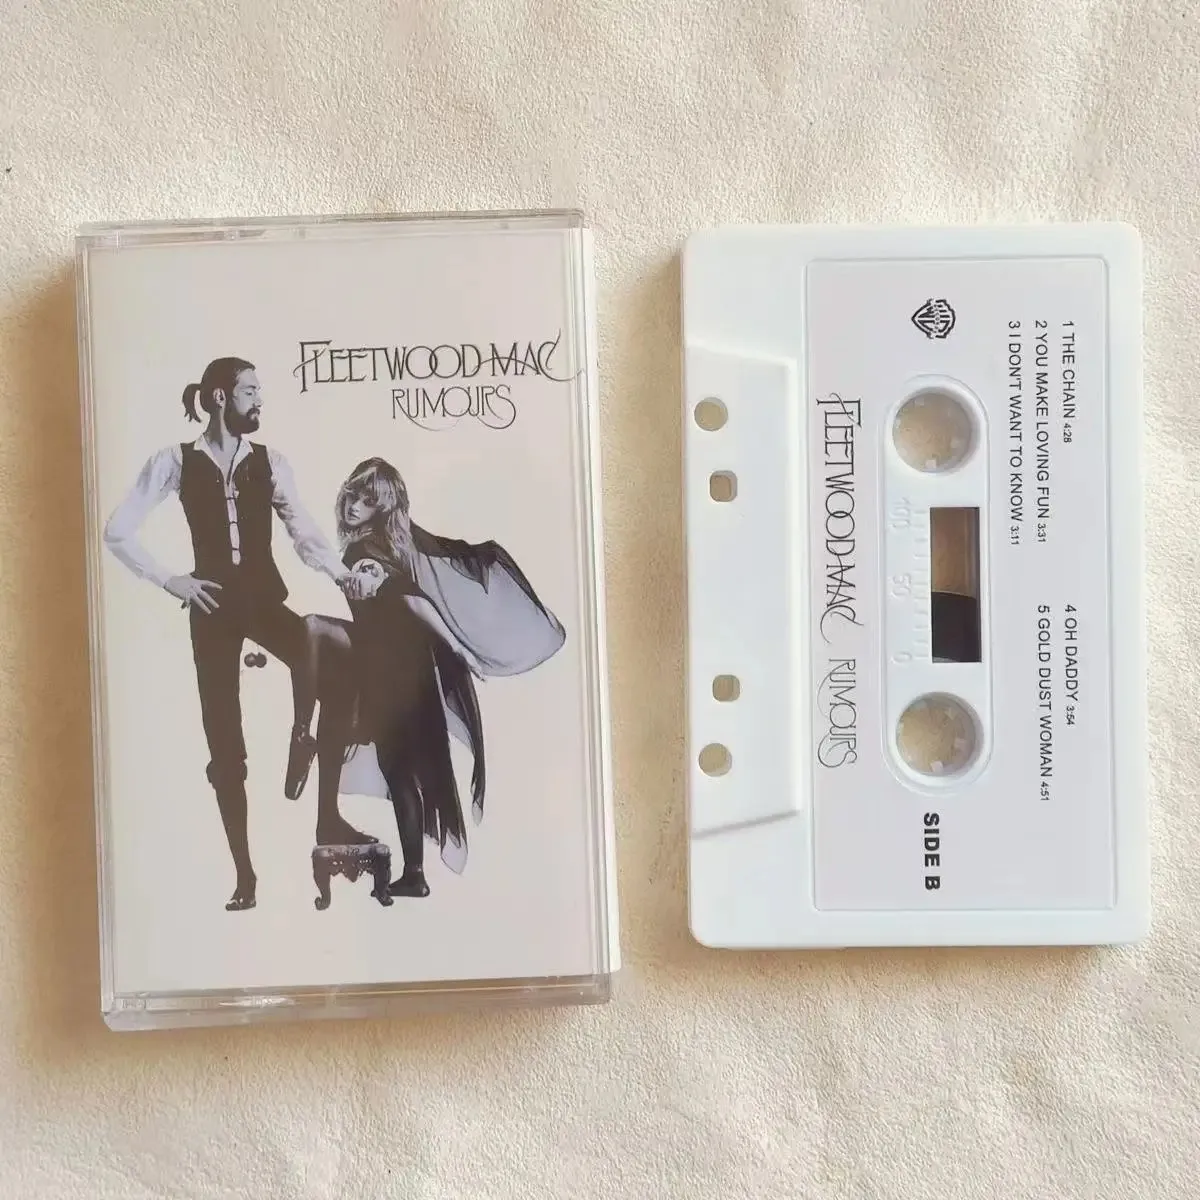 FLEETWOOD MAC
RUMOURS
1 THE CHAIN 4:28
2 YOU MAKE LOVING FUN 3:31
3 I DONT WANT TO KNOW 3:11
4 OH DADDY 3:54
5 GOLD DUST WOMAN 4:51
FLEETWOOD MAC RUMOURS
SIDE B
100
50
0